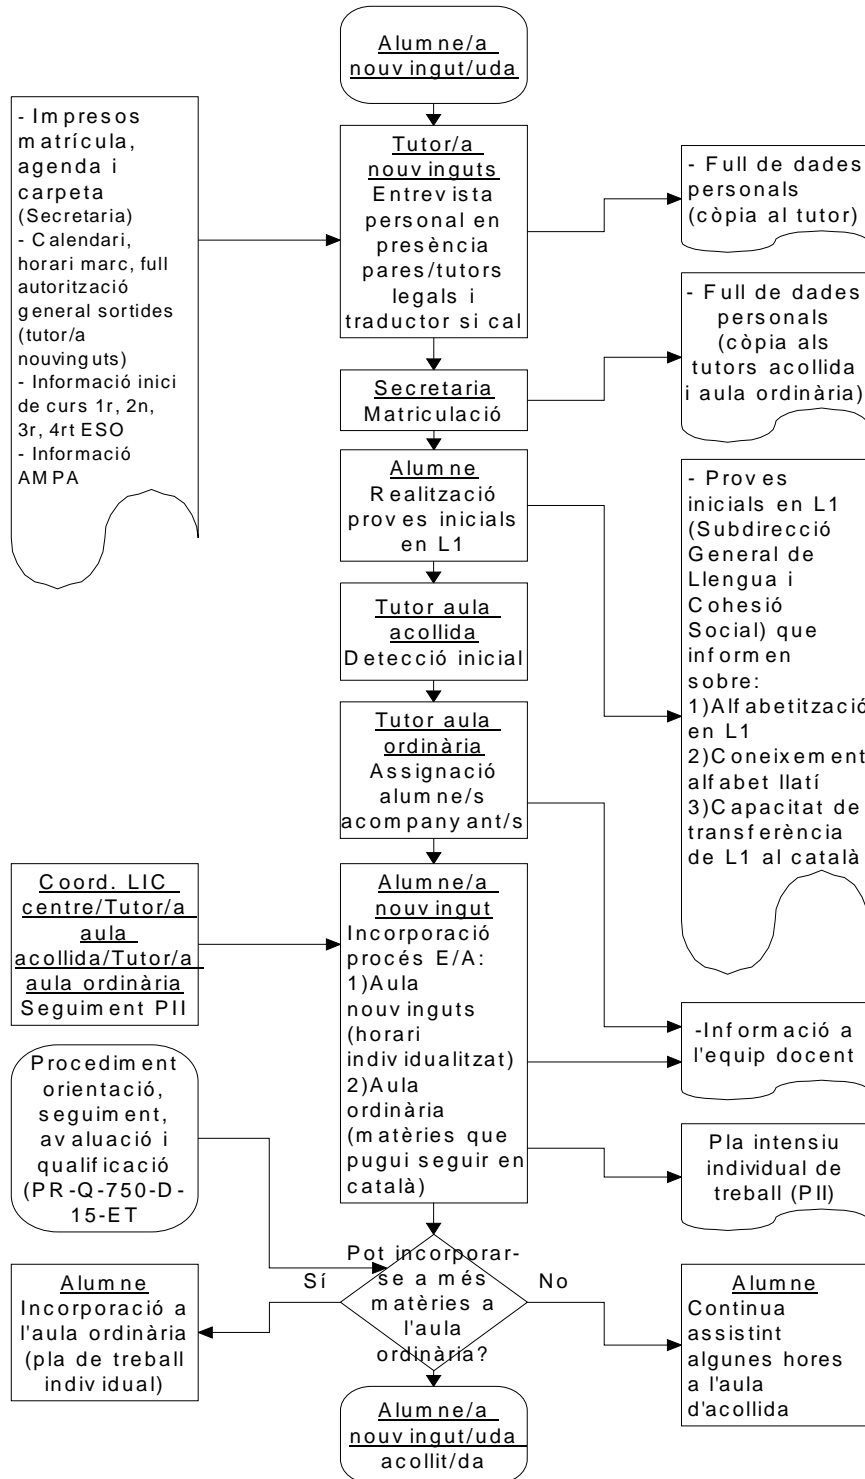 Alumne/a
nouvingut/uda
- Impresos
matrícula,
agenda i
carpeta
(Secretaria)
- Calendari,
horari marc, full
autorització
general sortides
(tutor/a
nouvinguts)
- Informació inici
de curs 1r, 2n,
3r, 4rt ESO
- Informació
AMPA
Tutor/a
nouvinguts
Entrevista
personal en
presència
pares/tutors
legals i
traductor si cal
- Full de dades
personals
(còpia al tutor)
Secretaria
Matriculació
- Full de dades
personals
(còpia als
tutors acollida
i aula ordinària)
Alumne
Realització
proves inicials
en L1
- Proves
inicials en L1
(Subdirecció
General de
Llengua i
Cohesió
Social) que
informen
sobre:
1)Alfabetització
en L1
2)Coneixement
alfabet llatí
3)Capacitat de
transferència
de L1 al català
Tutor aula
acollida
Detecció inicial
Tutor aula
ordinària
Assignació
alumne/s
acompanyant/s
Coord. LIC
centre/Tutor/a
aula
acollida/Tutor/a
aula ordinària
Seguiment PII
Alumne/a
nouvingut
Incorporació
procés E/A:
1)Aula
nouvinguts
(horari
individualitzat)
2)Aula
ordinària
(matèries que
pugui seguir en
català)
-Informació a
l'equip docent
Procediment
orientació,
seguiment,
avaluació i
qualificació
(PR-Q-750-D-
15-ET
Pla intensiu
individual de
treball (PII)
Pot incorporar-
se a més
matèries a
l'aula
ordinària?
Sí
No
Alumne
Incorporació a
l'aula ordinària
(pla de treball
individual)
Alumne
Continua
assistint
algunes hores
a l'aula
d'acollida
Alumne/a
nouvingut/uda
acollit/da